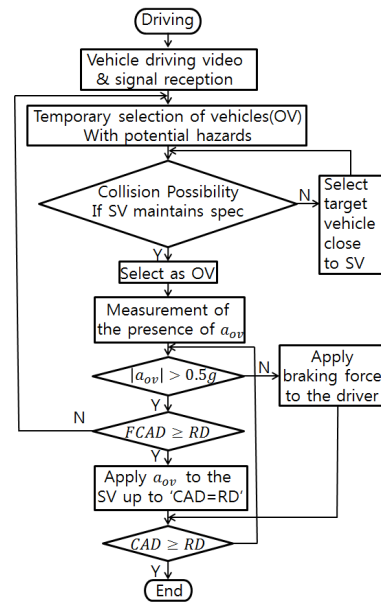 Driving
Vehicle driving video
& signal reception
Temporary selection of vehicles(OV)
With potential hazards
Collision Possibility
If SV maintains spec
N
Select
target
vehicle
close
to SV
Y
Select as OV
Measurement of
the presence of a_ov
|a_ov| > 0.5g
N
Apply
braking force
to the driver
Y
N
FCAD ≥ RD
Y
Apply a_ov to the
SV up to 'CAD=RD'
CAD ≥ RD
Y
End